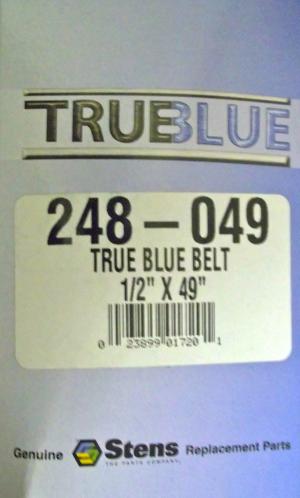 TRUEBLUE
248-049
TRUE BLUE BELT
1/2" X 49"
0 23899 01720 1
Genuine Stens Replacement Parts
THE PARTS COMPANY